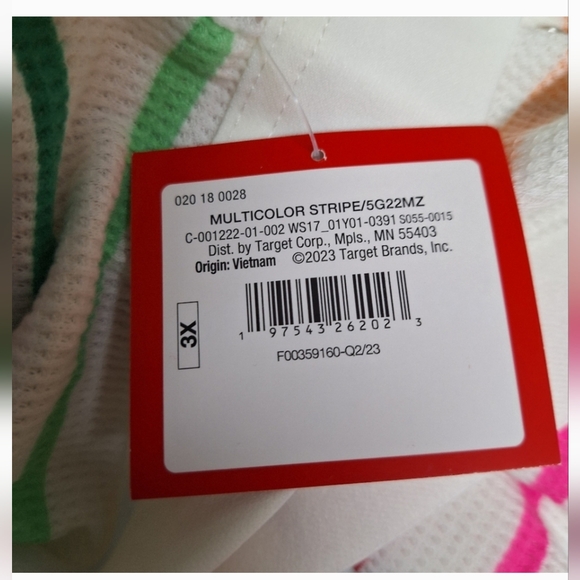 020 18 0028
MULTICOLOR STRIPE/5G22MZ
C-001222-01-002 WS17_01Y01-0391 S055-0015
Dist. by Target Corp., Mpls., MN 55403
Origin: Vietnam ©2023 Target Brands, Inc.
3X
1 97543 26202 3
F00359160-Q2/23